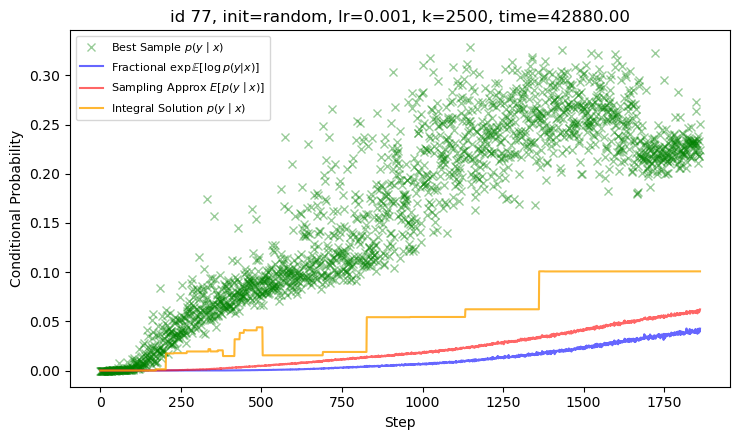 id 77, init=random, lr=0.001, k=2500, time=42880.00
Best Sample p(y | x)
Fractional exp𝔼[log p(y|x)]
Sampling Approx E[p(y | x)]
Integral Solution p(y | x)
Conditional Probability
0.30
0.25
0.20
0.15
0.10
0.05
0.00
0 250 500 750 1000 1250 1500 1750
Step